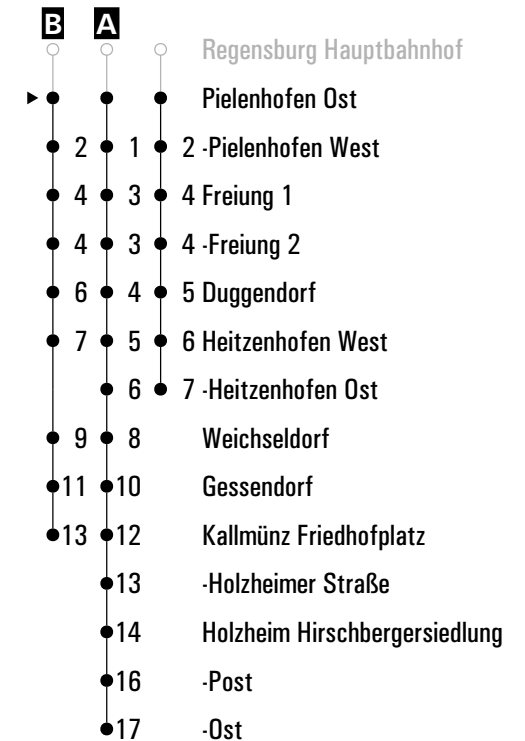 B A
Regensburg Hauptbahnhof
Pielenhofen Ost
2 1 2 -Pielenhofen West
4 3 4 Freiung 1
4 3 4 -Freiung 2
6 4 5 Duggendorf
7 5 6 Heitzenhofen West
6 7 -Heitzenhofen Ost
9 8 Weichseldorf
11 10 Gessendorf
13 12 Kallmünz Friedhofplatz
13 -Holzheimer Straße
14 Holzheim Hirschbergersiedlung
16 -Post
17 -Ost